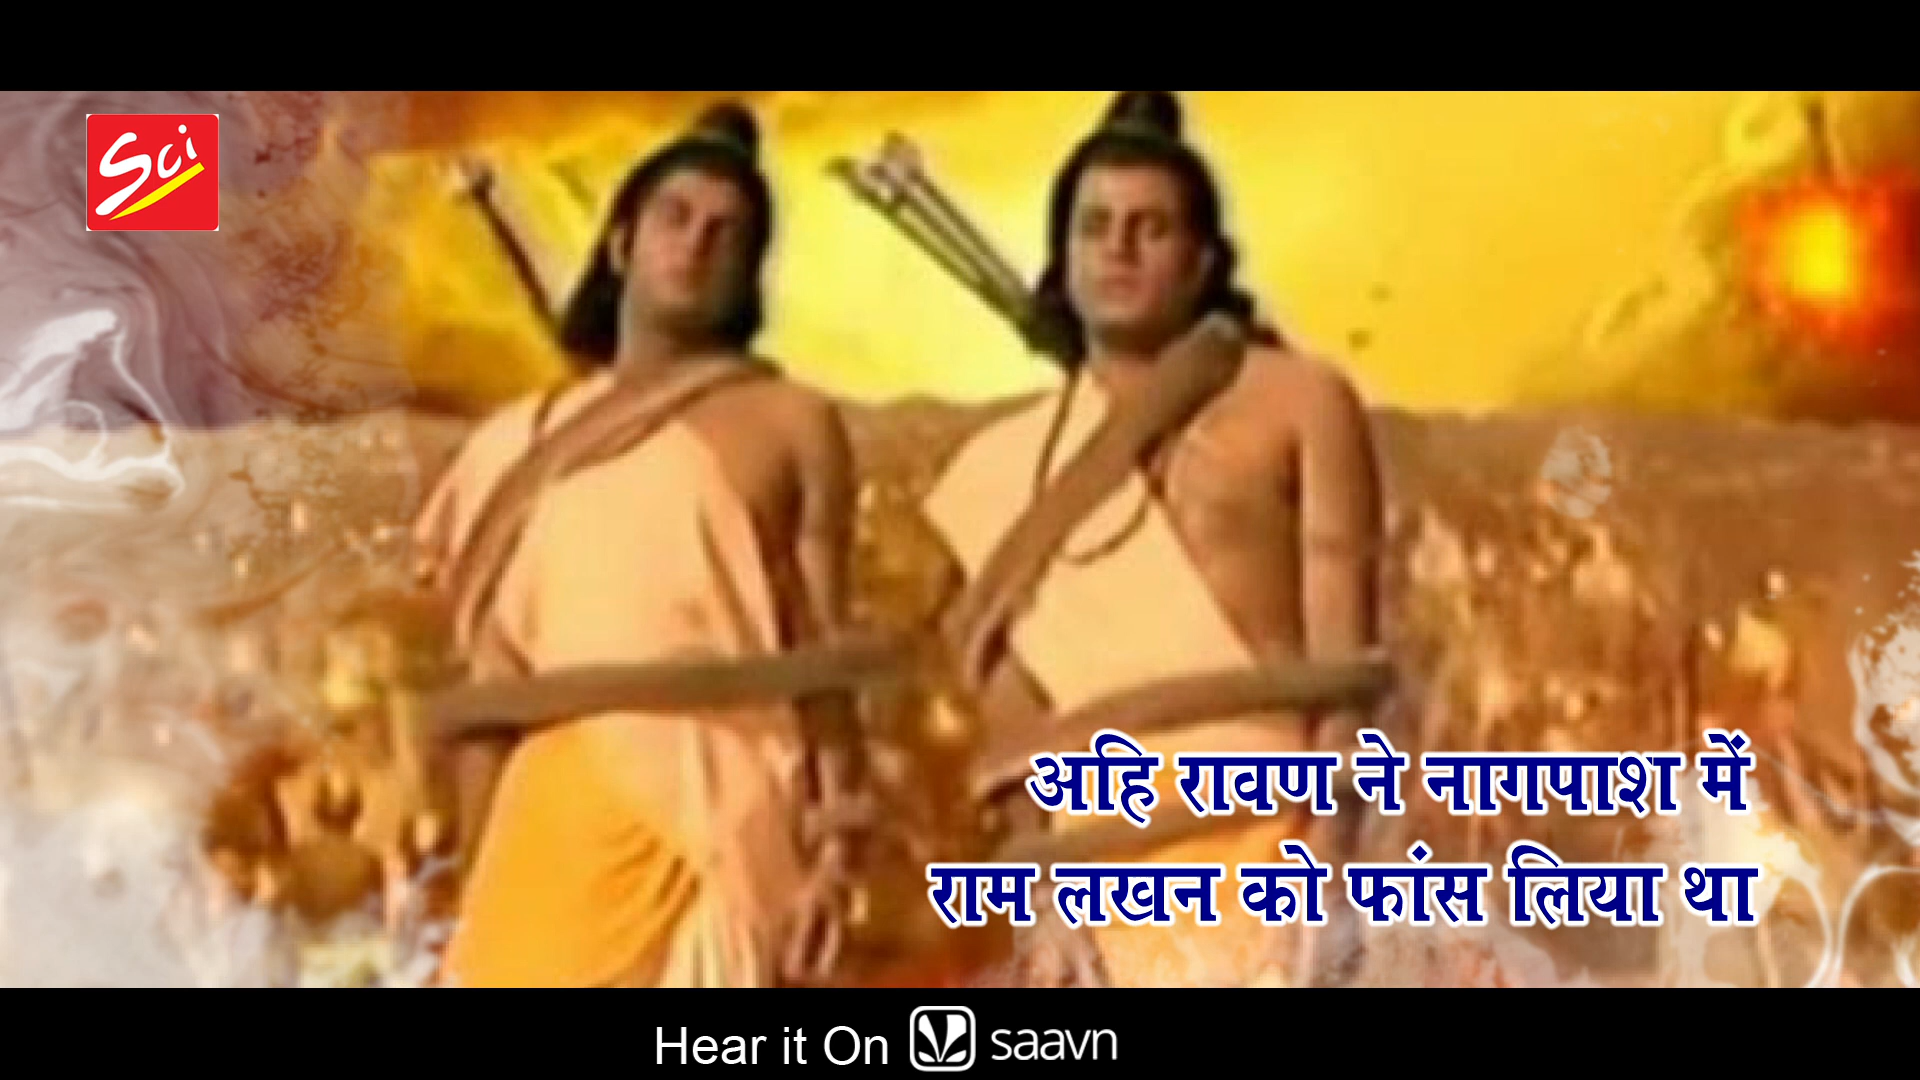 Sci
अहि रावण ने नागपाश में
राम लखन को फांस लिया था
Hear it On saavn